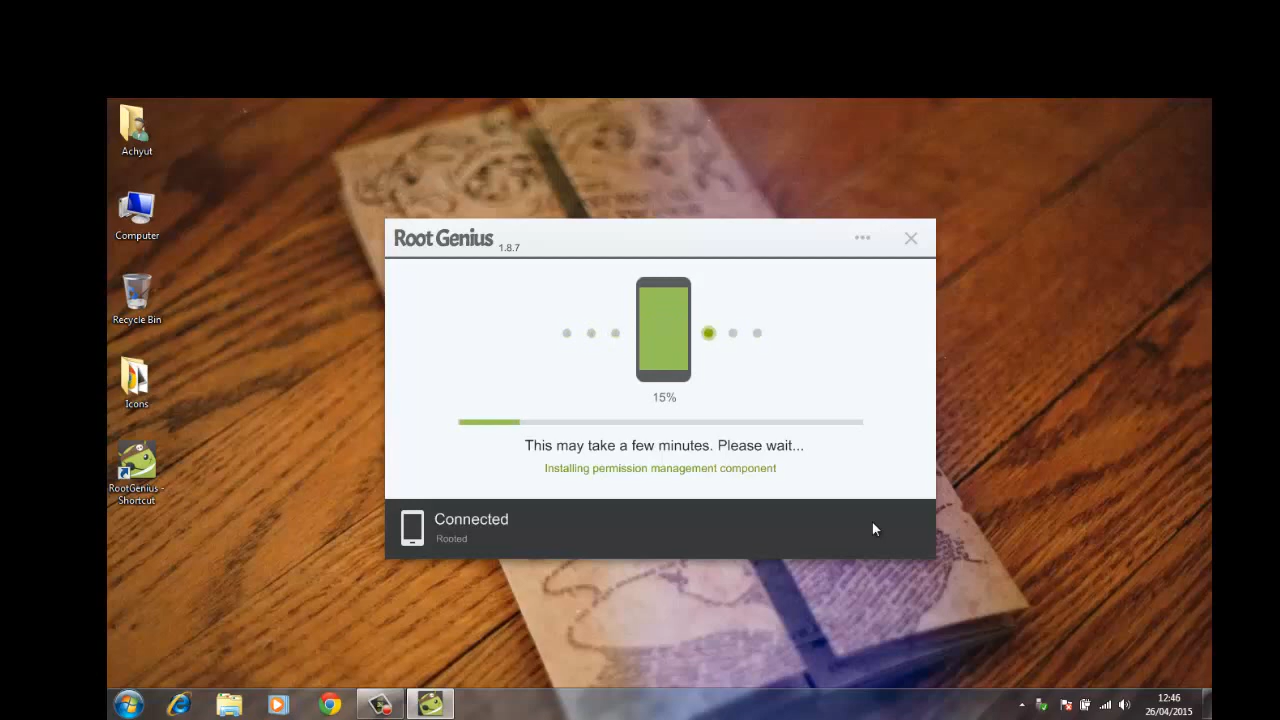 Achyut
Computer
Recycle Bin
Icons
RootGenius -
Shortcut
Root Genius 1.8.7
15%
This may take a few minutes. Please wait...
Installing permission management component
Connected
Rooted
12:46
26/04/2015